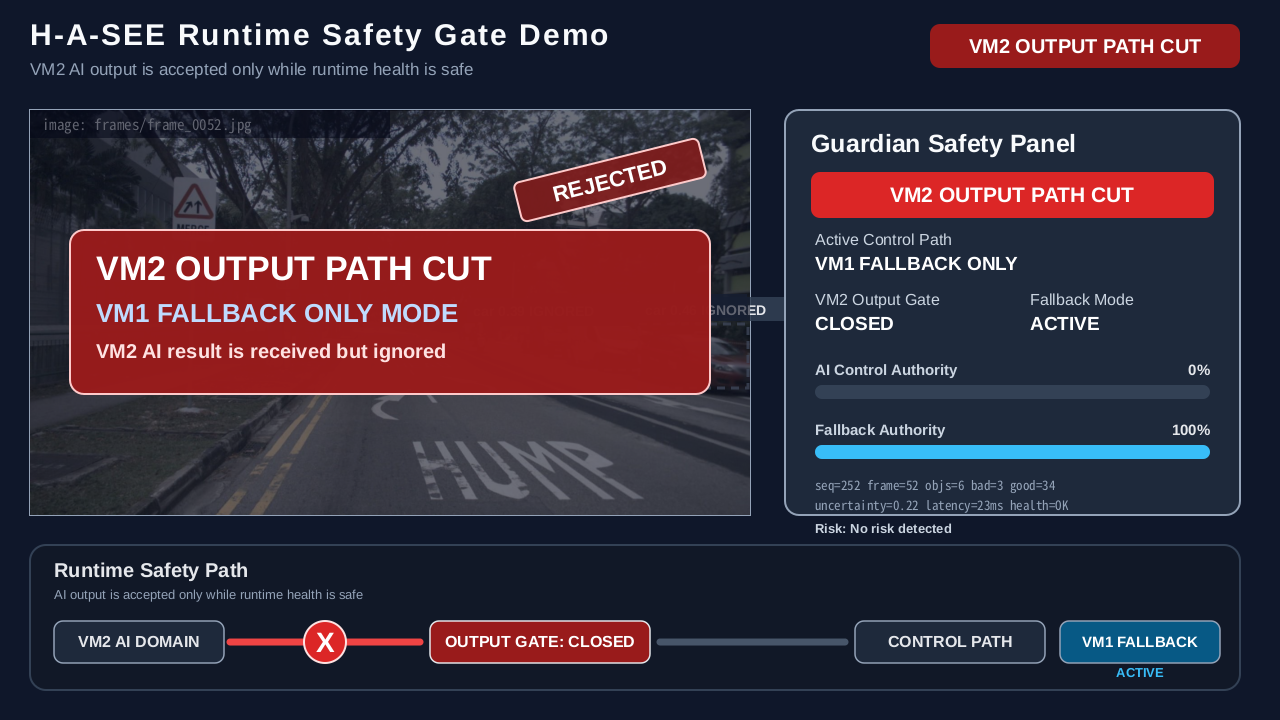 H-A-SEE Runtime Safety Gate Demo
VM2 AI output is accepted only while runtime health is safe
VM2 OUTPUT PATH CUT
image: frames/frame_0052.jpg
REJECTED
MERGE
VM2 OUTPUT PATH CUT
VM1 FALLBACK ONLY MODE
VM2 AI result is received but ignored
HUMP
Guardian Safety Panel
VM2 OUTPUT PATH CUT
Active Control Path
VM1 FALLBACK ONLY
VM2 Output Gate
CLOSED
Fallback Mode
ACTIVE
AI Control Authority 0%
Fallback Authority 100%
seq=252 frame=52 objs=6 bad=3 good=34
uncertainty=0.22 latency=23ms health=OK
Risk: No risk detected
Runtime Safety Path
AI output is accepted only while runtime health is safe
VM2 AI DOMAIN
X
OUTPUT GATE: CLOSED
CONTROL PATH
VM1 FALLBACK
ACTIVE